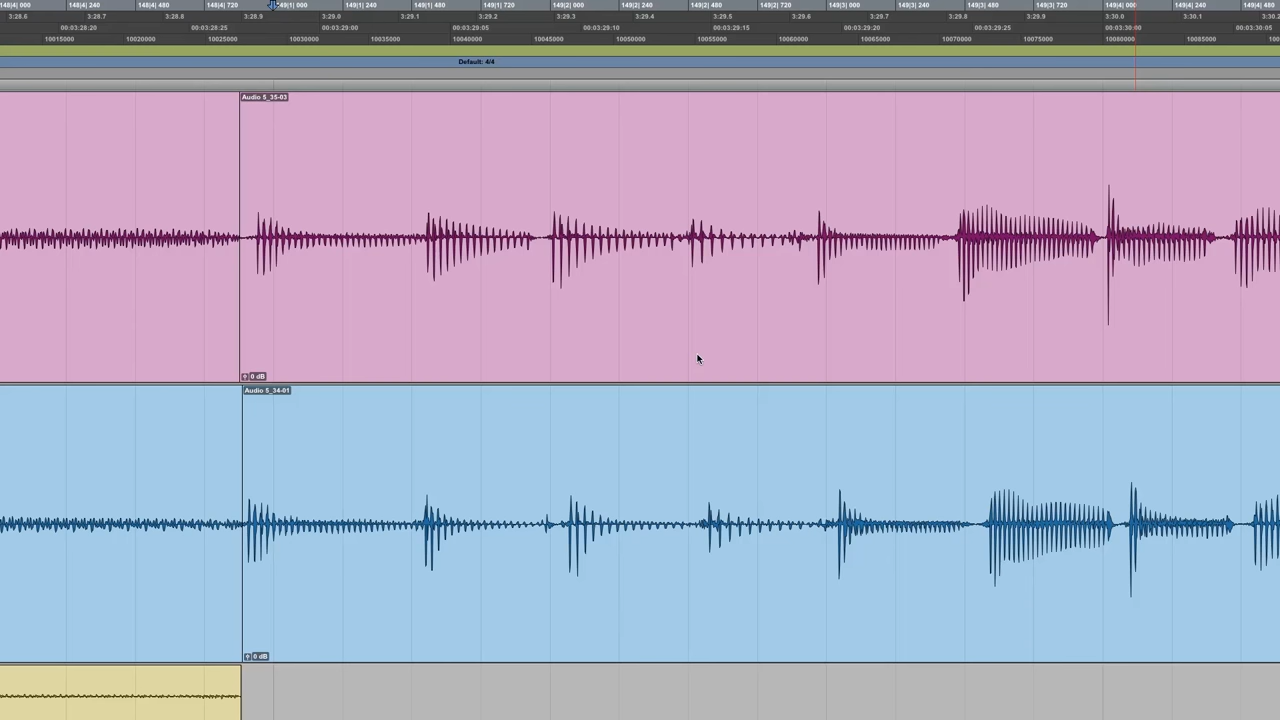 148|4| 000 148|4| 240 148|4| 480 148|4| 720 149|1| 000 149|1| 240 149|1| 480 149|1| 720 149|2| 000 149|2| 240 149|2| 480 149|2| 720 149|3| 000 149|3| 240 149|3| 480 149|3| 720 149|4| 000 149|4| 240 149|4| 480
3:28.6 3:28.7 3:28.8 3:28.9 3:29.0 3:29.1 3:29.2 3:29.3 3:29.4 3:29.5 3:29.6 3:29.7 3:29.8 3:29.9 3:30.0 3:30.1 3:30.2
00:03:28:20 00:03:28:25 00:03:29:00 00:03:29:05 00:03:29:10 00:03:29:15 00:03:29:20 00:03:29:25 00:03:30:00 00:03:30:05
10015000 10020000 10025000 10030000 10035000 10040000 10045000 10050000 10055000 10060000 10065000 10070000 10075000 10080000 10085000
Default: 4/4
Audio 5_35-03
0 dB
Audio 5_34-01
0 dB